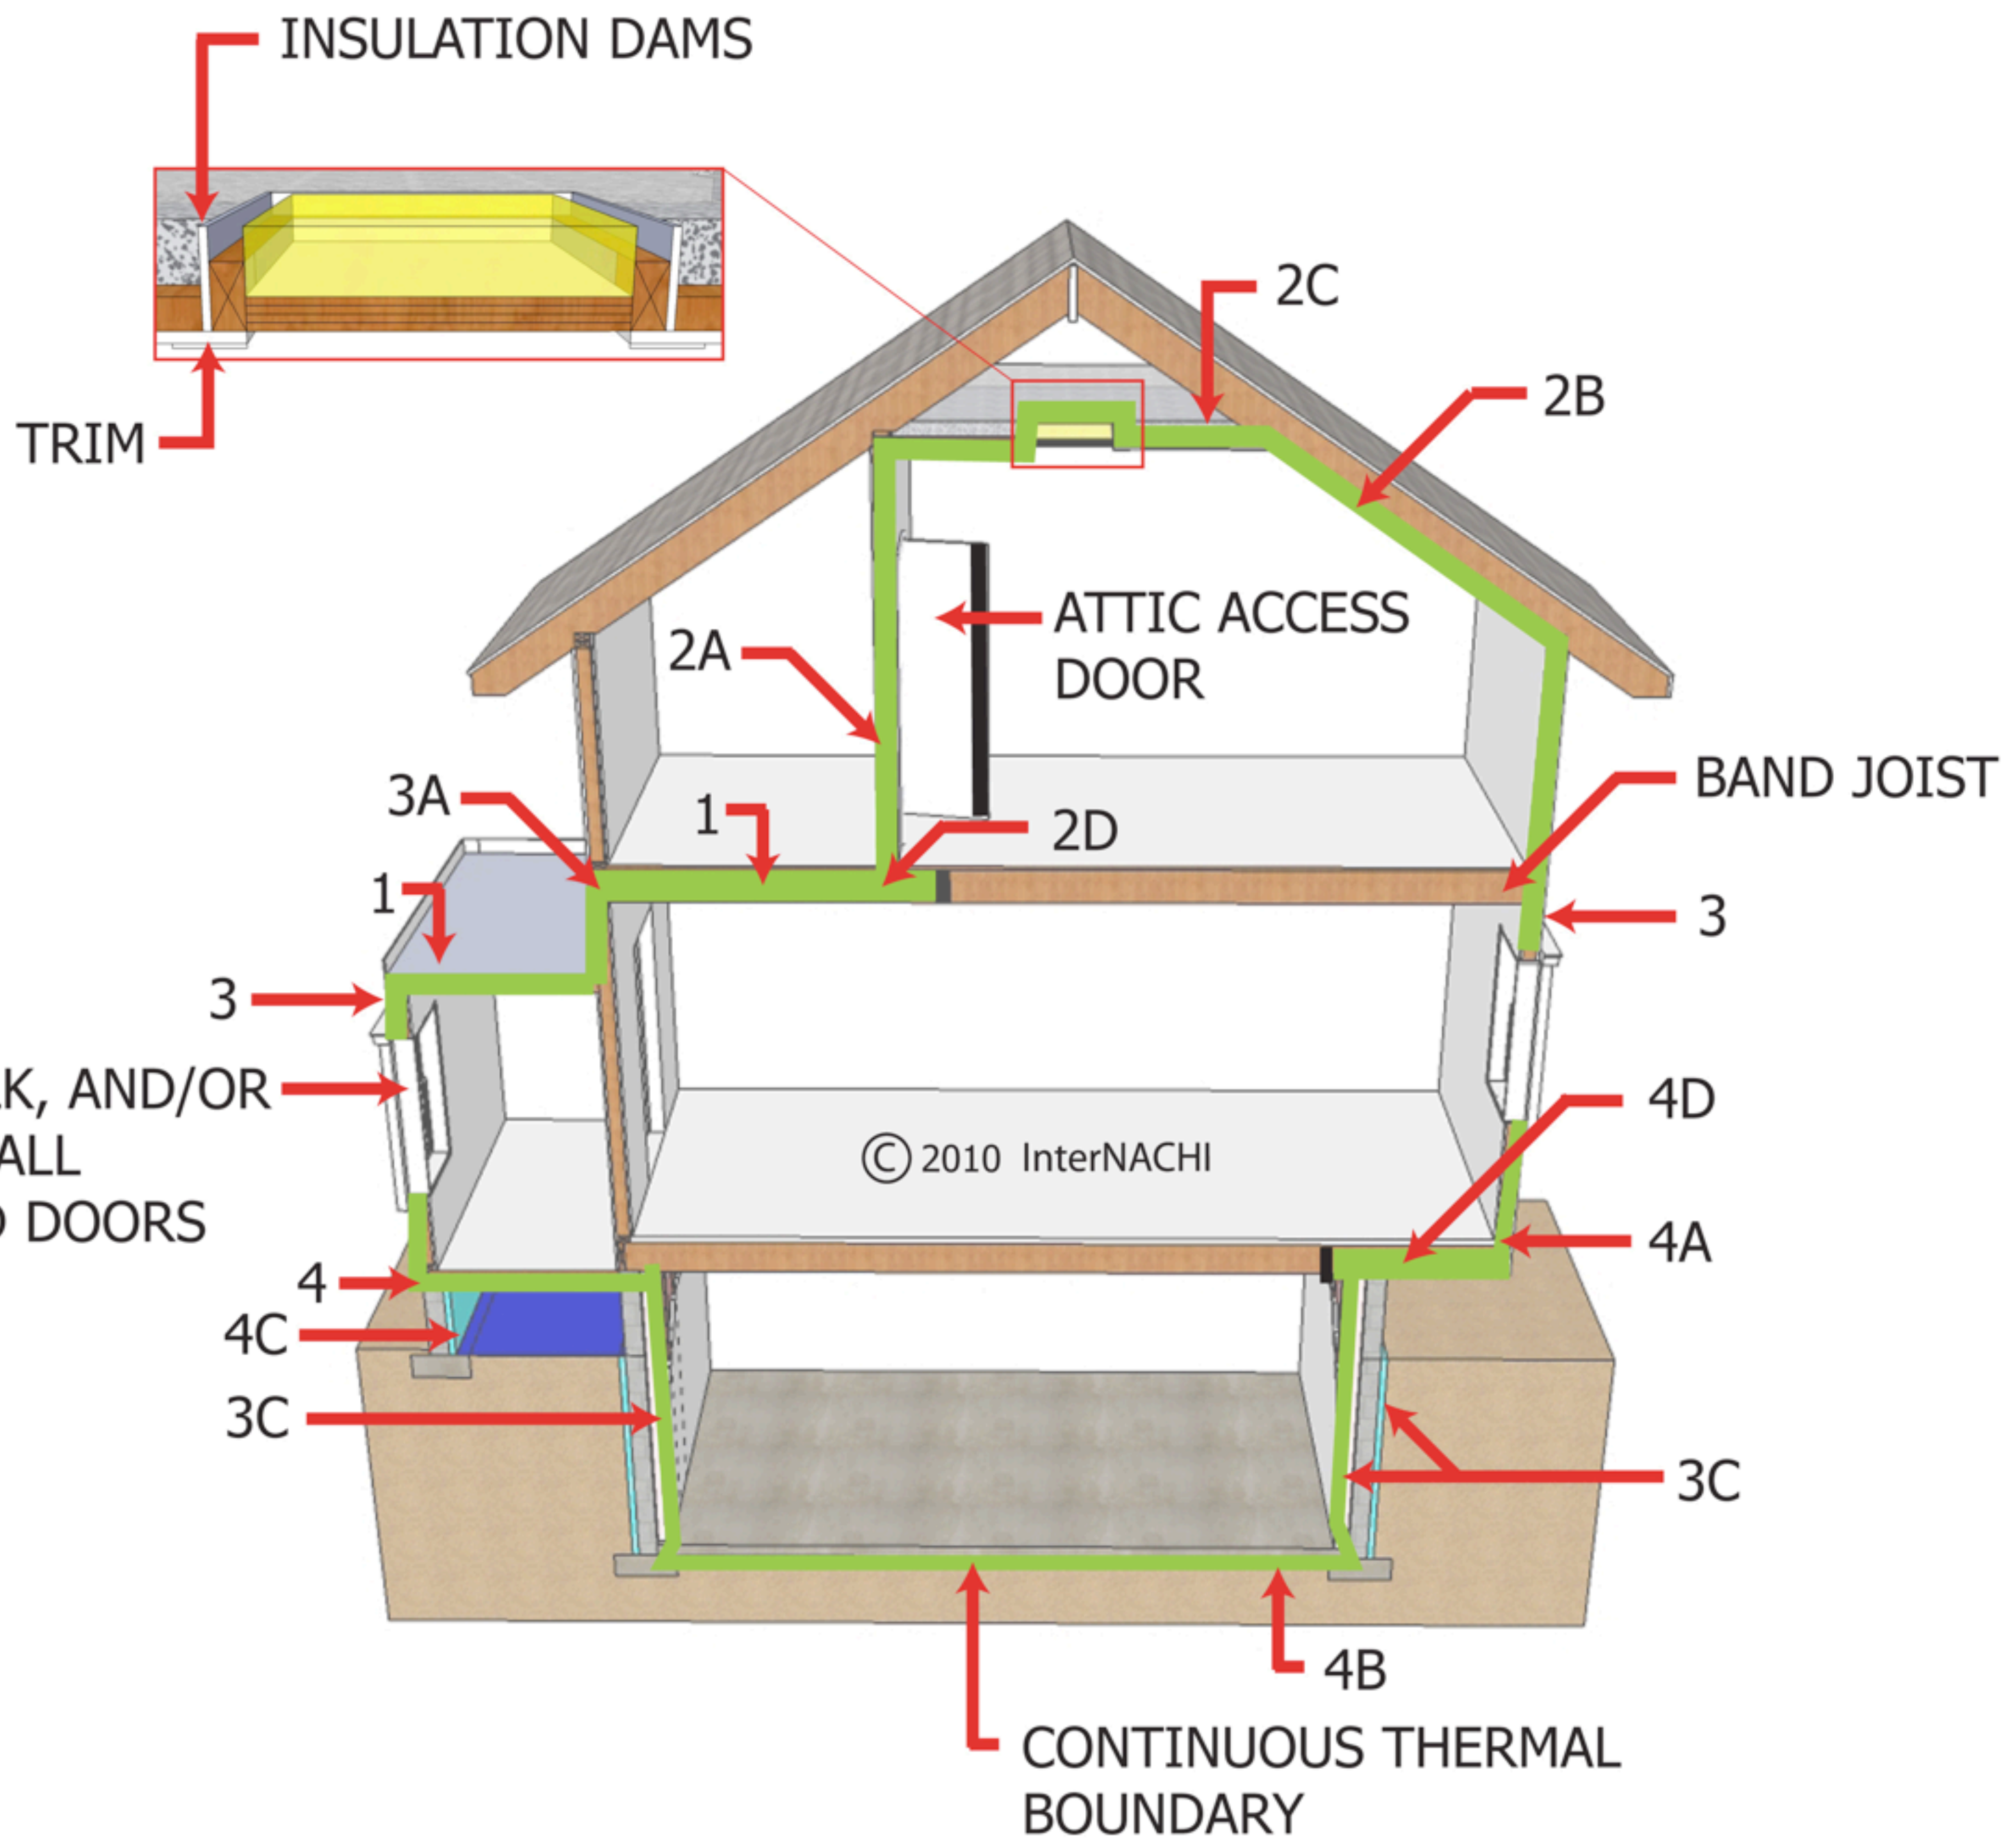 INSULATION DAMS
TRIM
2C
2B
ATTIC ACCESS
DOOR
2A
BAND JOIST
3A
1
2D
1
3
3
K, AND/OR
ALL
DOORS
© 2010 InterNACHI
4D
4A
4
4C
3C
3C
4B
CONTINUOUS THERMAL
BOUNDARY